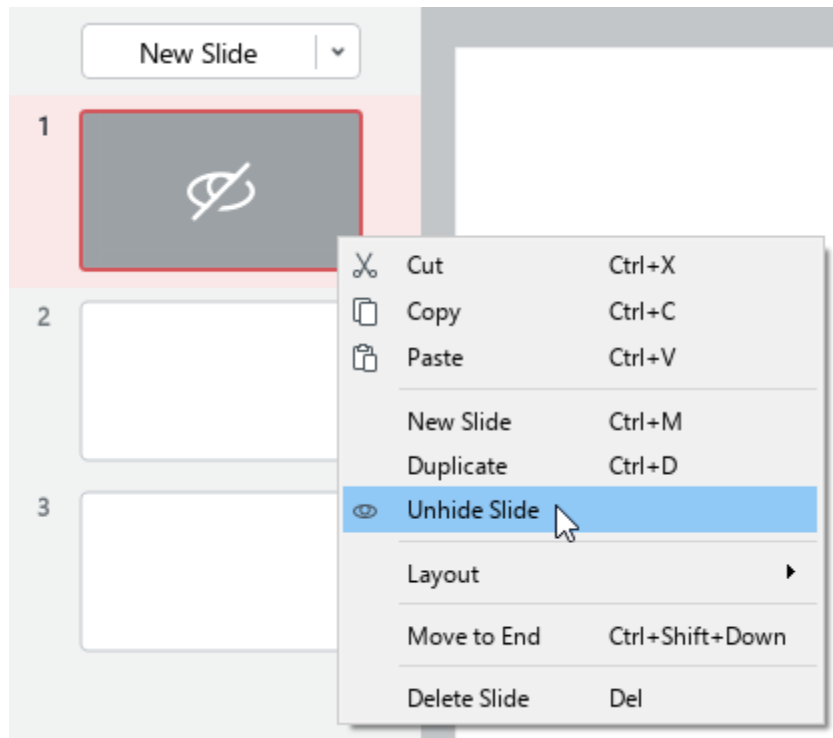 New Slide
1
Cut Ctrl+X
2
Copy Ctrl+C
Paste Ctrl+V
New Slide Ctrl+M
Duplicate Ctrl+D
3
Unhide Slide
Layout
Move to End Ctrl+Shift+Down
Delete Slide Del